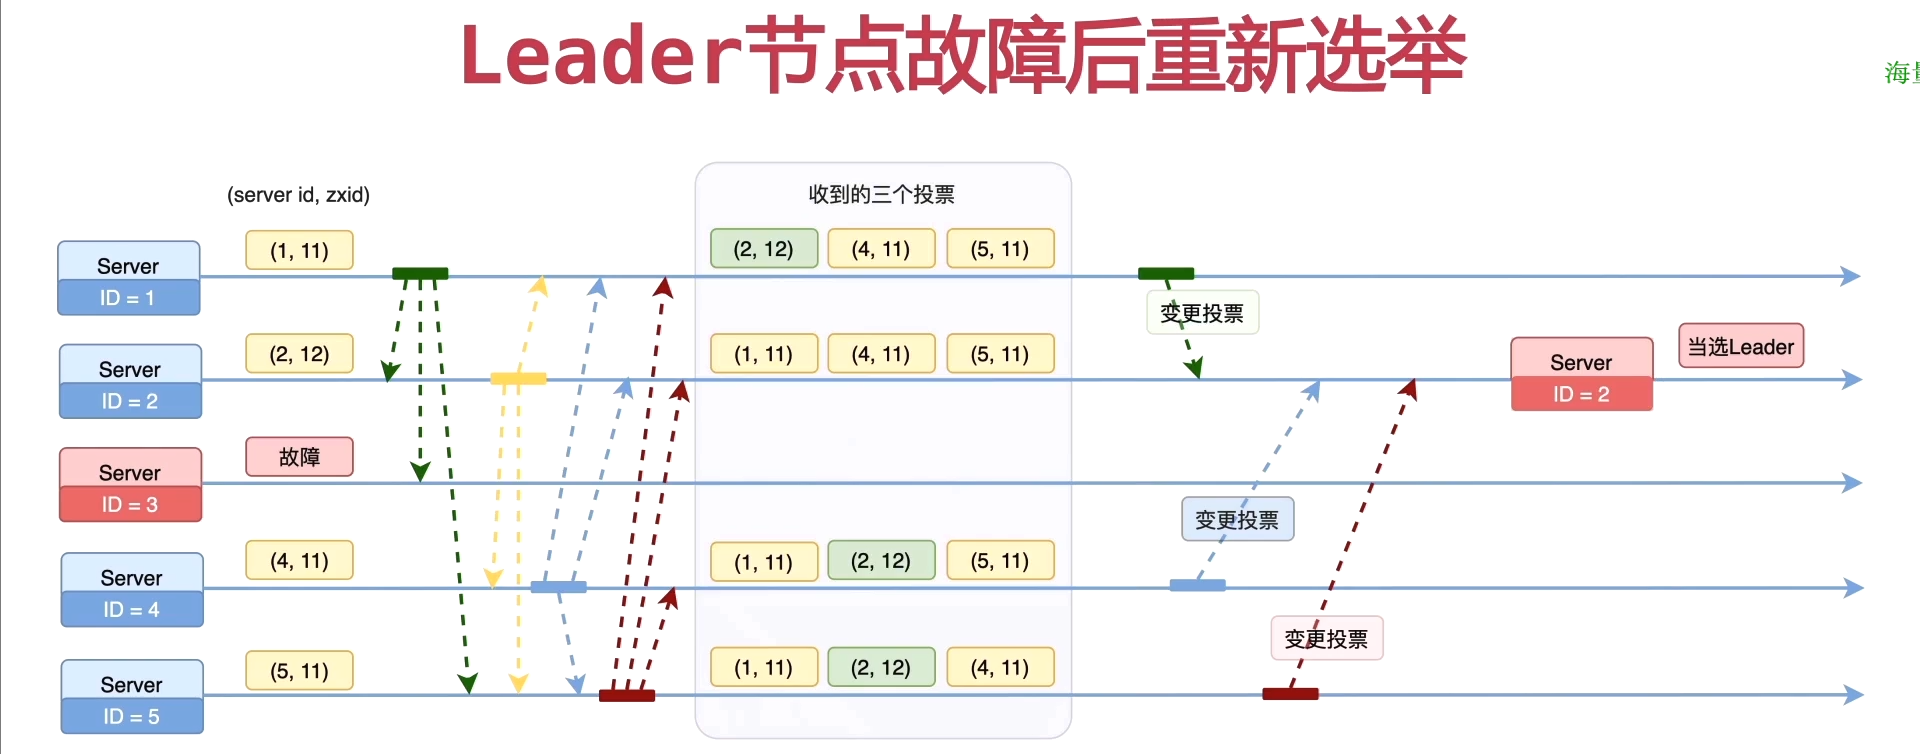 Leader节点故障后重新选举
海
(server id, zxid)
收到的三个投票
Server
ID = 1
(1, 11)
(2, 12)
(4, 11)
(5, 11)
变更投票
Server
ID = 2
(2, 12)
(1, 11)
(4, 11)
(5, 11)
Server
ID = 2
当选Leader
Server
ID = 3
故障
Server
ID = 4
(4, 11)
(1, 11)
(2, 12)
(5, 11)
变更投票
Server
ID = 5
(5, 11)
(1, 11)
(2, 12)
(4, 11)
变更投票